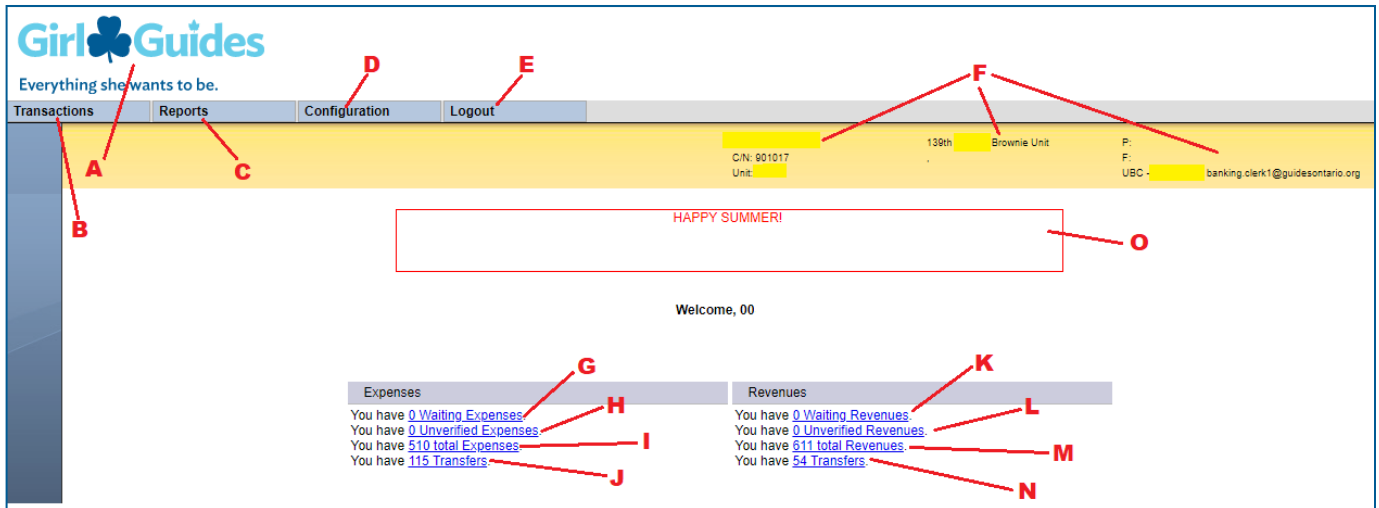 Girl Guides
Everything she wants to be.
D
E
F
Transactions Reports Configuration Logout
139th Brownie Unit P:
C/N: 901017 , F:
Unit: UBC - banking.clerk1@guidesontario.org
A
C
B
HAPPY SUMMER!
O
Welcome, 00
G
K
Expenses Revenues
H
L
You have 0 Waiting Expenses. You have 0 Waiting Revenues.
You have 0 Unverified Expenses. You have 0 Unverified Revenues.
You have 510 total Expenses. I You have 611 total Revenues. M
You have 115 Transfers. You have 54 Transfers.
J
N